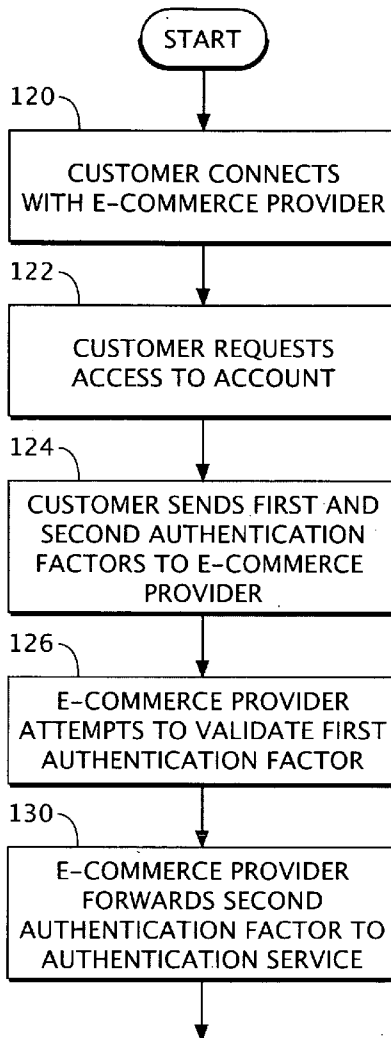 START
120
CUSTOMER CONNECTS
WITH E-COMMERCE PROVIDER
122
CUSTOMER REQUESTS
ACCESS TO ACCOUNT
124
CUSTOMER SENDS FIRST AND
SECOND AUTHENTICATION
FACTORS TO E-COMMERCE
PROVIDER
126
E-COMMERCE PROVIDER
ATTEMPTS TO VALIDATE FIRST
AUTHENTICATION FACTOR
130
E-COMMERCE PROVIDER
FORWARDS SECOND
AUTHENTICATION FACTOR TO
AUTHENTICATION SERVICE